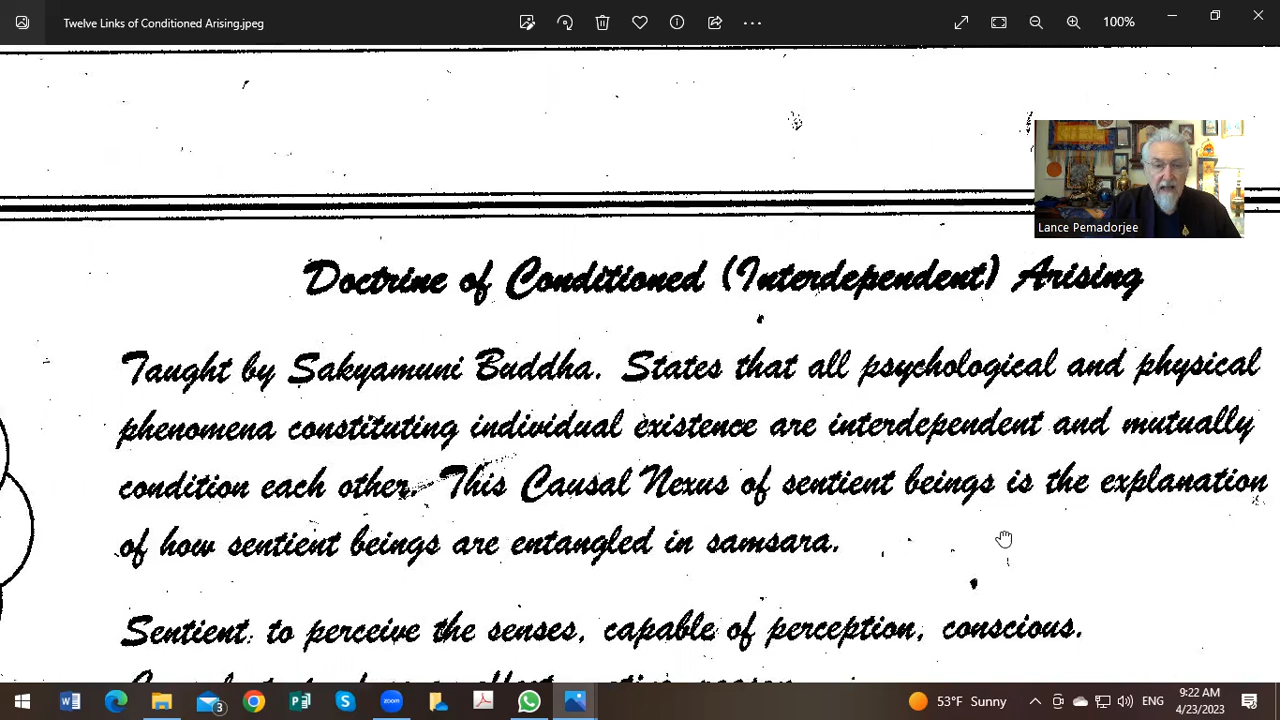 Twelve Links of Conditioned Arising.jpeg
100%
Lance Pemadorjee
Doctrine of Conditioned (Interdependent) Arising
Taught by Sakyamuni Buddha. States that all psychological and physical
phenomena constituting individual existence are interdependent and mutually
condition each other. This Causal Nexus of sentient beings is the explanation
of how sentient beings are entangled in samsara.
Sentient: to perceive the senses, capable of perception, conscious.
3
53°F Sunny
ENG
9:22 AM
4/23/2023